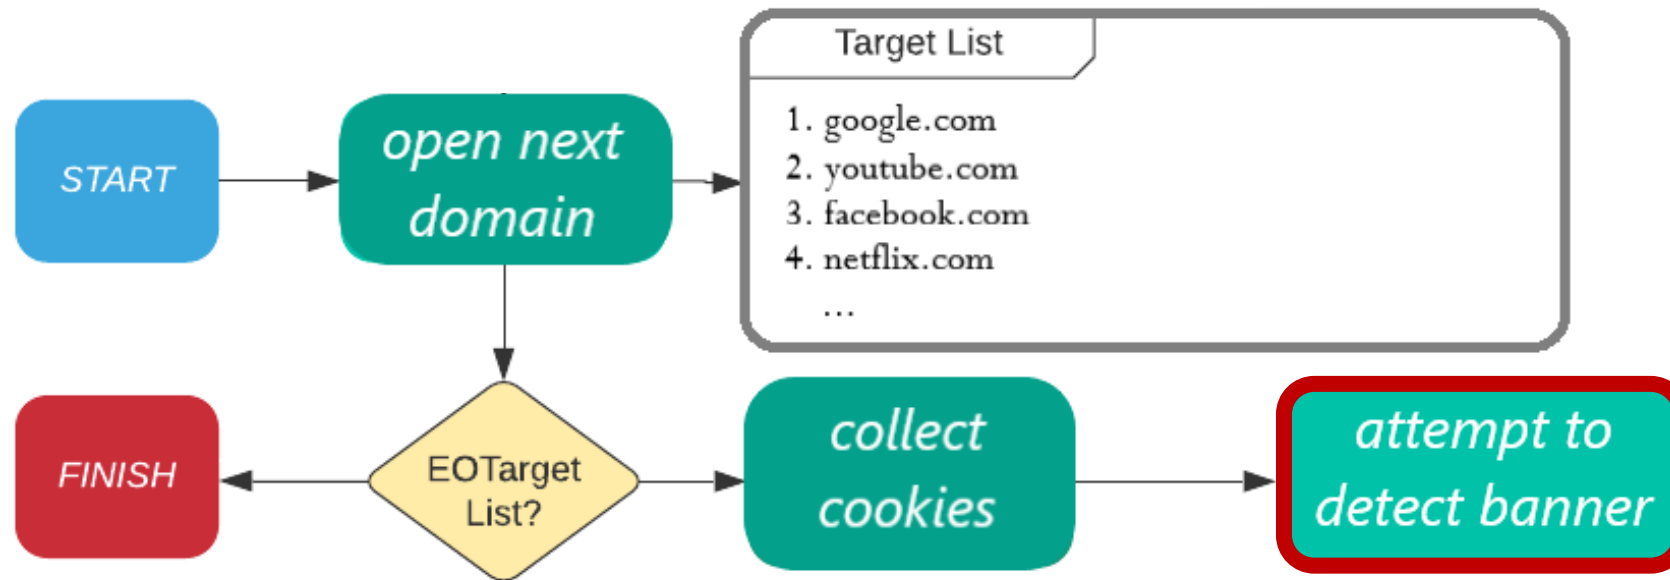 START
open next
domain
Target List
1. google.com
2. youtube.com
3. facebook.com
4. netflix.com
...
FINISH
EOTarget
List?
collect
cookies
attempt to
detect banner